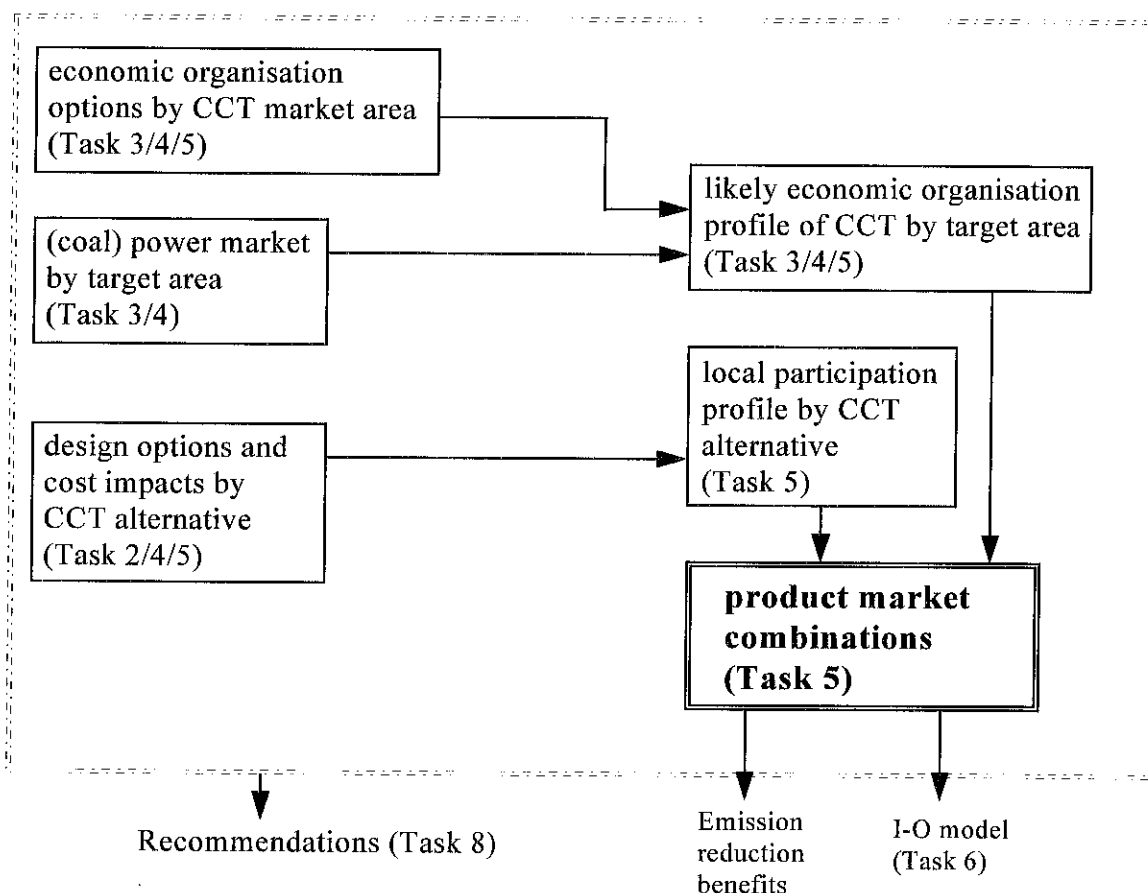 economic organisation
options by CCT market area
(Task 3/4/5)
(coal) power market
by target area
(Task 3/4)
design options and
cost impacts by
CCT alternative
(Task 2/4/5)
likely economic organisation
profile of CCT by target area
(Task 3/4/5)
local participation
profile by CCT
alternative
(Task 5)
product market
combinations
(Task 5)
Recommendations (Task 8)
Emission
reduction
benefits
I-O model
(Task 6)